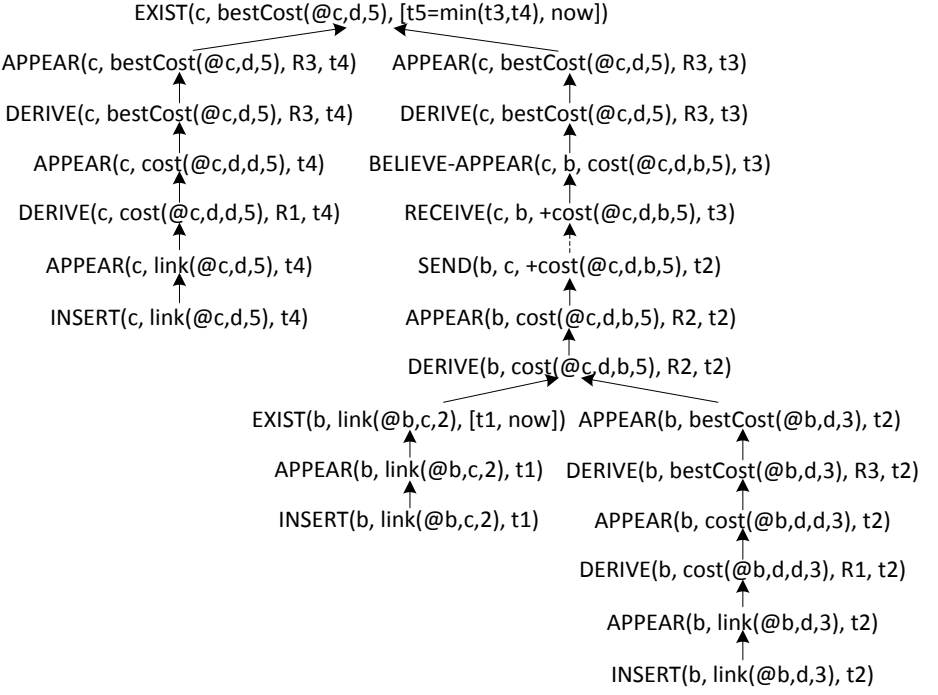 EXIST(c, bestCost(@c,d,5), [t5=min(t3,t4), now])
APPEAR(c, bestCost(@c,d,5), R3, t4)
APPEAR(c, bestCost(@c,d,5), R3, t3)
DERIVE(c, bestCost(@c,d,5), R3, t4)
DERIVE(c, bestCost(@c,d,5), R3, t3)
APPEAR(c, cost(@c,d,d,5), t4)
BELIEVE-APPEAR(c, b, cost(@c,d,b,5), t3)
DERIVE(c, cost(@c,d,d,5), R1, t4)
RECEIVE(c, b, +cost(@c,d,b,5), t3)
APPEAR(c, link(@c,d,5), t4)
SEND(b, c, +cost(@c,d,b,5), t2)
INSERT(c, link(@c,d,5), t4)
APPEAR(b, cost(@c,d,b,5), R2, t2)
DERIVE(b, cost(@c,d,b,5), R2, t2)
EXIST(b, link(@b,c,2), [t1, now])
APPEAR(b, bestCost(@b,d,3), t2)
APPEAR(b, link(@b,c,2), t1)
DERIVE(b, bestCost(@b,d,3), R3, t2)
INSERT(b, link(@b,c,2), t1)
APPEAR(b, cost(@b,d,d,3), t2)
DERIVE(b, cost(@b,d,d,3), R1, t2)
APPEAR(b, link(@b,d,3), t2)
INSERT(b, link(@b,d,3), t2)